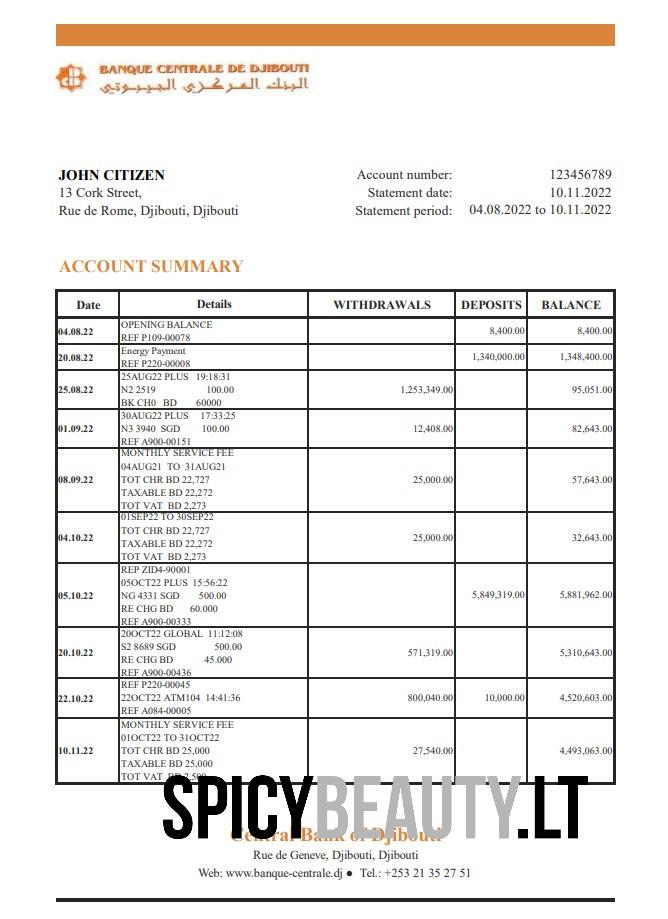 BANQUE CENTRALE DE DJIBOUTI
البنك المركزي الجيبوتي
JOHN CITIZEN
13 Cork Street,
Rue de Rome, Djibouti, Djibouti
Account number: 123456789
Statement date: 10.11.2022
Statement period: 04.08.2022 to 10.11.2022
ACCOUNT SUMMARY
Date Details WITHDRAWALS DEPOSITS BALANCE
04.08.22 OPENING BALANCE 8,400.00 8,400.00
REF P109-00078
20.08.22 Energy Payment 1,340,000.00 1,348,400.00
REF P220-00008
25AUG22 PLUS 19:18:31
25.08.22 N2 2519 100.00 1,253,349.00 95,051.00
BK CH0 BD 60000
30AUG22 PLUS 17:33:25
01.09.22 N3 3940 SGD 100.00 12,408.00 82,643.00
REF A900-00151
MONTHLY SERVICE FEE
04AUG21 TO 31AUG21
08.09.22 TOT CHR BD 22,727 25,000.00 57,643.00
TAXABLE BD 22,272
TOT VAT BD 2,273
01SEP22 TO 30SEP22
TOT CHR BD 22,727
04.10.22 TAXABLE BD 22,272 25,000.00 32,643.00
TOT VAT BD 2,273
REP ZID4-90001
05OCT22 PLUS 15:56:22
05.10.22 NG 4331 SGD 500.00 5,849,319.00 5,881,962.00
RE CHG BD 60.000
REF A900-00333
20OCT22 GLOBAL 11:12:08
S2 8689 SGD 500.00
20.10.22 RE CHG BD 45.000 571,319.00 5,310,643.00
REF A900-00436
REF P220-00045
22.10.22 22OCT22 ATM104 14:41:36 800,040.00 10,000.00 4,520,603.00
REF A084-00005
MONTHLY SERVICE FEE
01OCT22 TO 31OCT22
10.11.22 TOT CHR BD 25,000 27,540.00 4,493,063.00
TAXABLE BD 25,000
TOT VAT BD 2,500
SPICYBEAUTY.LT
Central Bank of Djibouti
Rue de Geneve, Djibouti, Djibouti
Web: www.banque-centrale.dj ● Tel.: +253 21 35 27 51